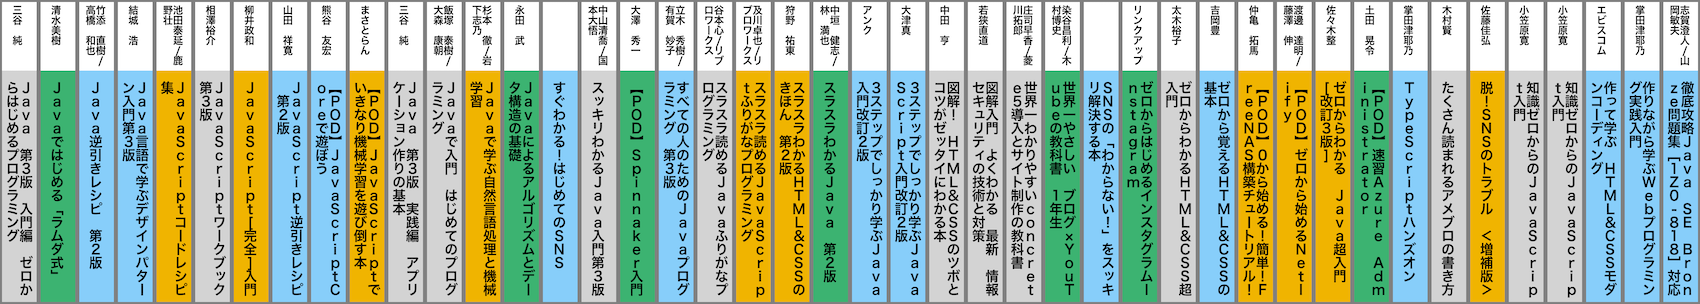 三谷 純
Java 第3版 入門編 ゼロか
らはじめるプログラミング
清水美樹
Javaではじめる「ラムダ式」
竹添 直樹/
高橋 和也
Java逆引きレシピ 第2版
結城 浩
Java言語で学ぶデザインパター
ン入門第3版
池田泰延/鹿
野壮
JavaScriptコードレシピ
集
相澤裕介
JavaScriptワークブック
第3版
柳井政和
JavaScript[完全]入門
山田 祥寛
JavaScript逆引きレシピ
第2版
熊谷 友宏
【POD】JavaScriptC
oreで遊ぼう
まさとらん
【POD】JavaScriptで
いきなり機械学習を遊び倒す本
三谷 純
Java 第3版 実践編 アプリ
ケーション作りの基本
飯塚 泰樹/
大森 康朝
Javaで入門 はじめてのプログ
ラミング
杉本 徹/岩
下志乃
Javaで学ぶ自然言語処理と機械
学習
永田 武
Javaによるアルゴリズムとデー
タ構造の基礎
すぐわかる!はじめてのSNS
中山清喬/国
本大悟
スッキリわかるJava入門第3版
大澤 秀一
【POD】Spinnaker入門
立木 秀樹/
有賀 妙子
すべての人のためのJavaプログ
ラミング 第3版
谷本心/リブ
ロワークス
スラスラ読めるJavaふりがなプ
ログラミング
及川卓也/リ
ブロワークス
スラスラ読めるJavaScrip
tふりがなプログラミング
狩野 祐東
スラスラわかるHTML&CSSの
きほん 第2版
中垣 健志/
林 満也
スラスラわかるJava 第2版
アンク
3ステップでしっかり学ぶJava
入門改訂2版
大津真
3ステップでしっかり学ぶJava
Script入門改訂2版
中田 亨
図解! HTML&CSSのツボと
コツがゼッタイにわかる本
若狭直道
図解入門 よくわかる 最新 情報
セキュリティの技術と対策
庄司早香/菱
川拓郎
世界一わかりやすいconcret
e5導入とサイト制作の教科書
染谷昌利/木
村博史
世界一やさしい ブログ×YouT
ubeの教科書 1年生
SNSの「わからない!」をスッキ
リ解決する本
リンクアップ
ゼロからはじめるインスタグラムI
nstagram
太木裕子
ゼロからわかるHTML&CSS超
入門
吉岡豊
ゼロから覚えるHTML&CSSの
基本
仲亀 拓馬
【POD】0から始める!簡単!F
reeNAS構築チュートリアル!
渡邊 達明/
藤澤 伸
【POD】ゼロから始めるNetl
ify
佐々木整
ゼロからわかる Java超入門
[改訂3版]
土田 晃令
【POD】速習Azure Adm
inistrator
掌田津耶乃
TypeScriptハンズオン
木村賢
たくさん読まれるアメブロの書き方
佐藤佳弘
脱!SNSのトラブル <増補版>
小笠原寛
知識ゼロからのJavaScrip
t入門
小笠原寛
知識ゼロからのJavaScrip
t入門
エビスコム
作って学ぶ HTML&CSSモダ
ンコーディング
掌田津耶乃
作りながら学ぶWebプログラミン
グ実践入門
志賀澄人/山
岡敏夫
徹底攻略Java SE Bron
ze問題集[1Z0-818]対応